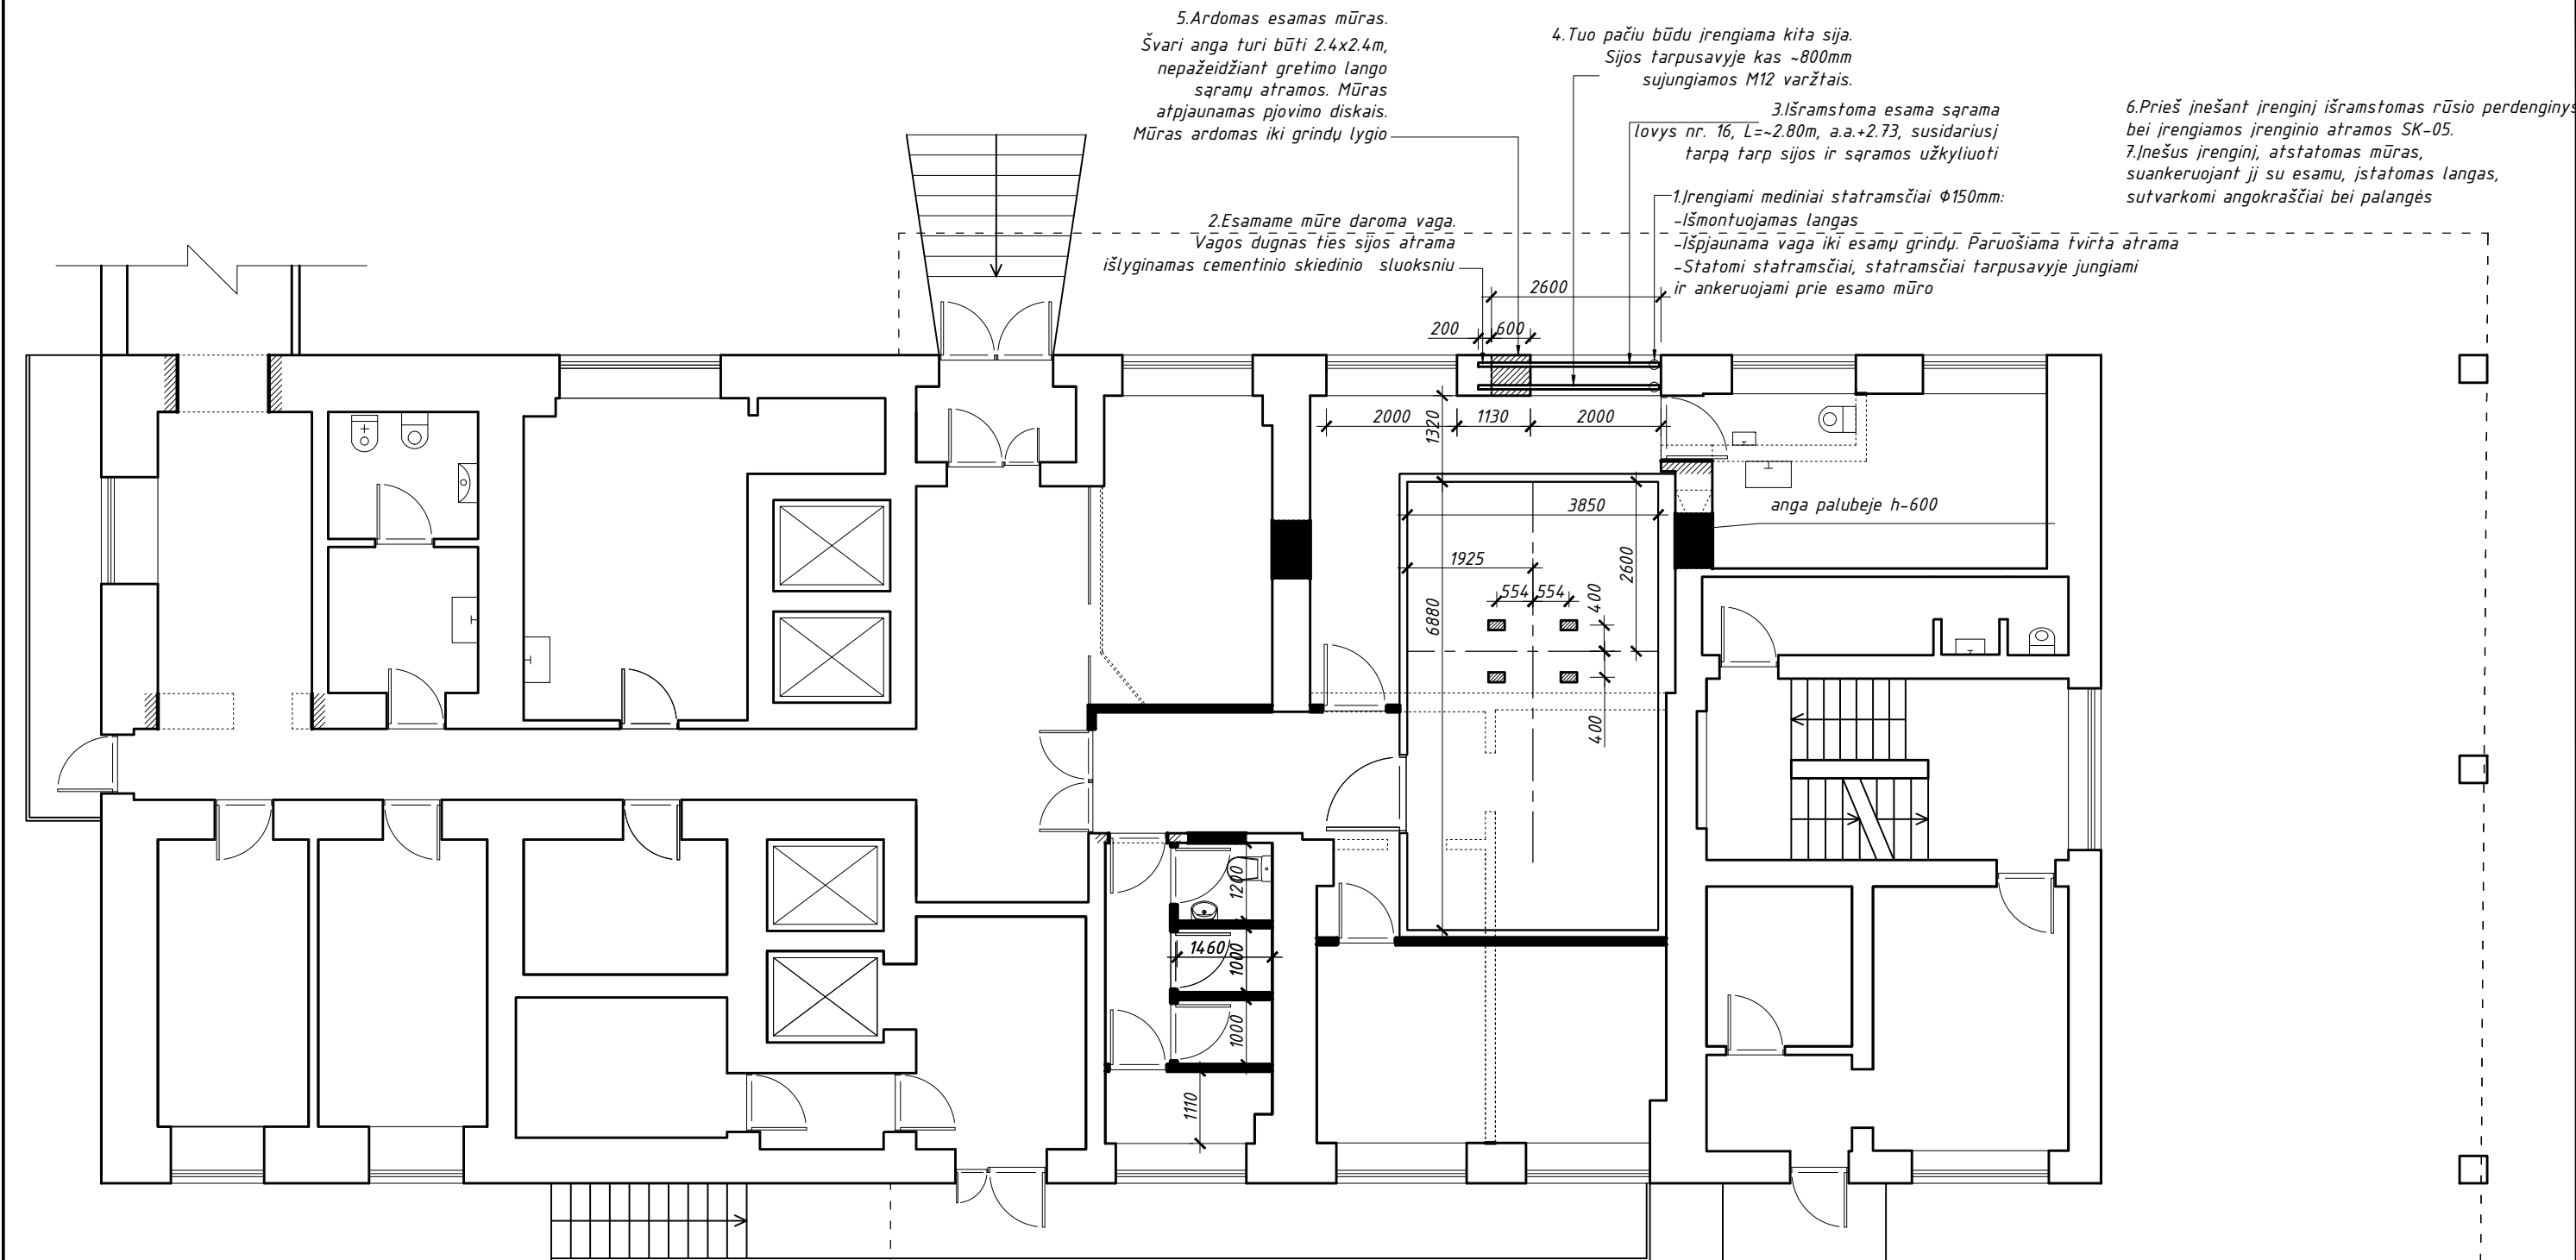 5.Ardomas esamas mūras.
Švari anga turi būti 2.4x2.4m,
nepažeidžiant gretimo lango
sąramų atramos. Mūras
atpjaunamas pjovimo diskais.
Mūras ardomas iki grindų lygio
4.Tuo pačiu būdu įrengiama kita sija.
Sijos tarpusavyje kas ~800mm
sujungiamos M12 varžtais.
3.Išramstoma esama sąrama
lovys nr. 16, L=~2.80m, a.a.+2.73, susidariusį
tarpą tarp sijos ir sąramos užkyliuoti
6.Prieš įnešant įrenginį išramstomas rūsio perdenginys
bei įrengiamos įrenginio atramos SK-05.
7.Įnešus įrenginį, atstatomas mūras,
suankeruojant jį su esamu, įstatomas langas,
sutvarkomi angokraščiai bei palangės
2.Esamame mūre daroma vaga.
Vagos dugnas ties sijos atrama
išlyginamas cementinio skiedinio sluoksniu
1.Įrengiami mediniai statramsčiai Φ150mm:
-Išmontuojamas langas
-Išpjaunama vaga iki esamų grindų. Paruošiama tvirta atrama
-Statomi statramsčiai, statramsčiai tarpusavyje jungiami
ir ankeruojami prie esamo mūro
2600
200
600
2000
1130
2000
1320
3850
anga palubeje h-600
1925
2600
554
554
400
6880
400
1200
1460
1000
1000
1110